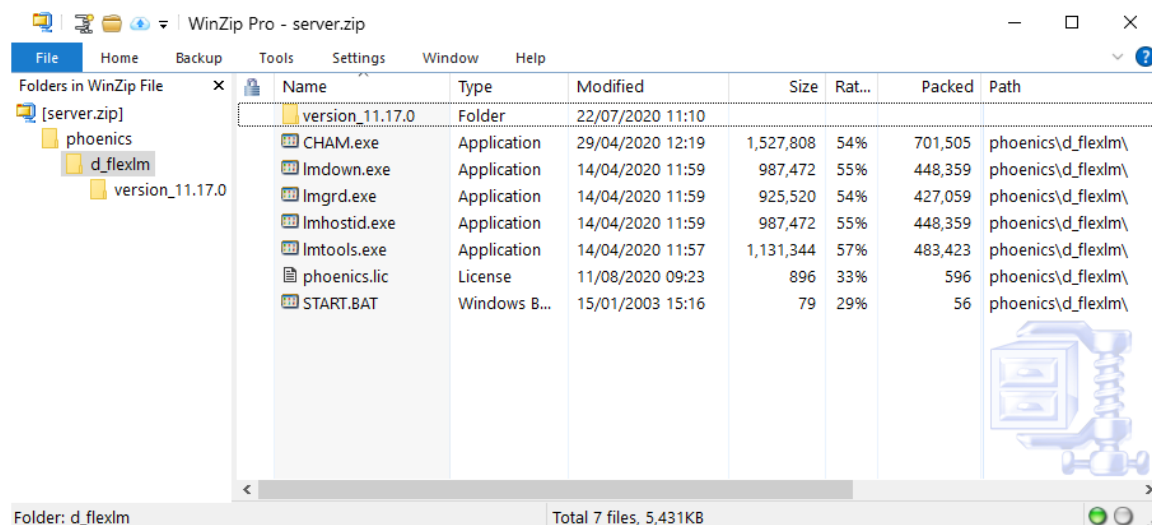 WinZip Pro - server.zip
File Home Backup Tools Settings Window Help
Folders in WinZip File
[server.zip]
phoenics
d_flexlm
version_11.17.0
Name Type Modified Size Rat... Packed Path
version_11.17.0 Folder 22/07/2020 11:10
CHAM.exe Application 29/04/2020 12:19 1,527,808 54% 701,505 phoenics\d_flexlm\
lmdown.exe Application 14/04/2020 11:59 987,472 55% 448,359 phoenics\d_flexlm\
lmgrd.exe Application 14/04/2020 11:59 925,520 54% 427,059 phoenics\d_flexlm\
lmhostid.exe Application 14/04/2020 11:59 987,472 55% 448,359 phoenics\d_flexlm\
lmtools.exe Application 14/04/2020 11:57 1,131,344 57% 483,423 phoenics\d_flexlm\
phoenics.lic License 11/08/2020 09:23 896 33% 596 phoenics\d_flexlm\
START.BAT Windows B... 15/01/2003 15:16 79 29% 56 phoenics\d_flexlm\
Folder: d_flexlm Total 7 files, 5,431KB